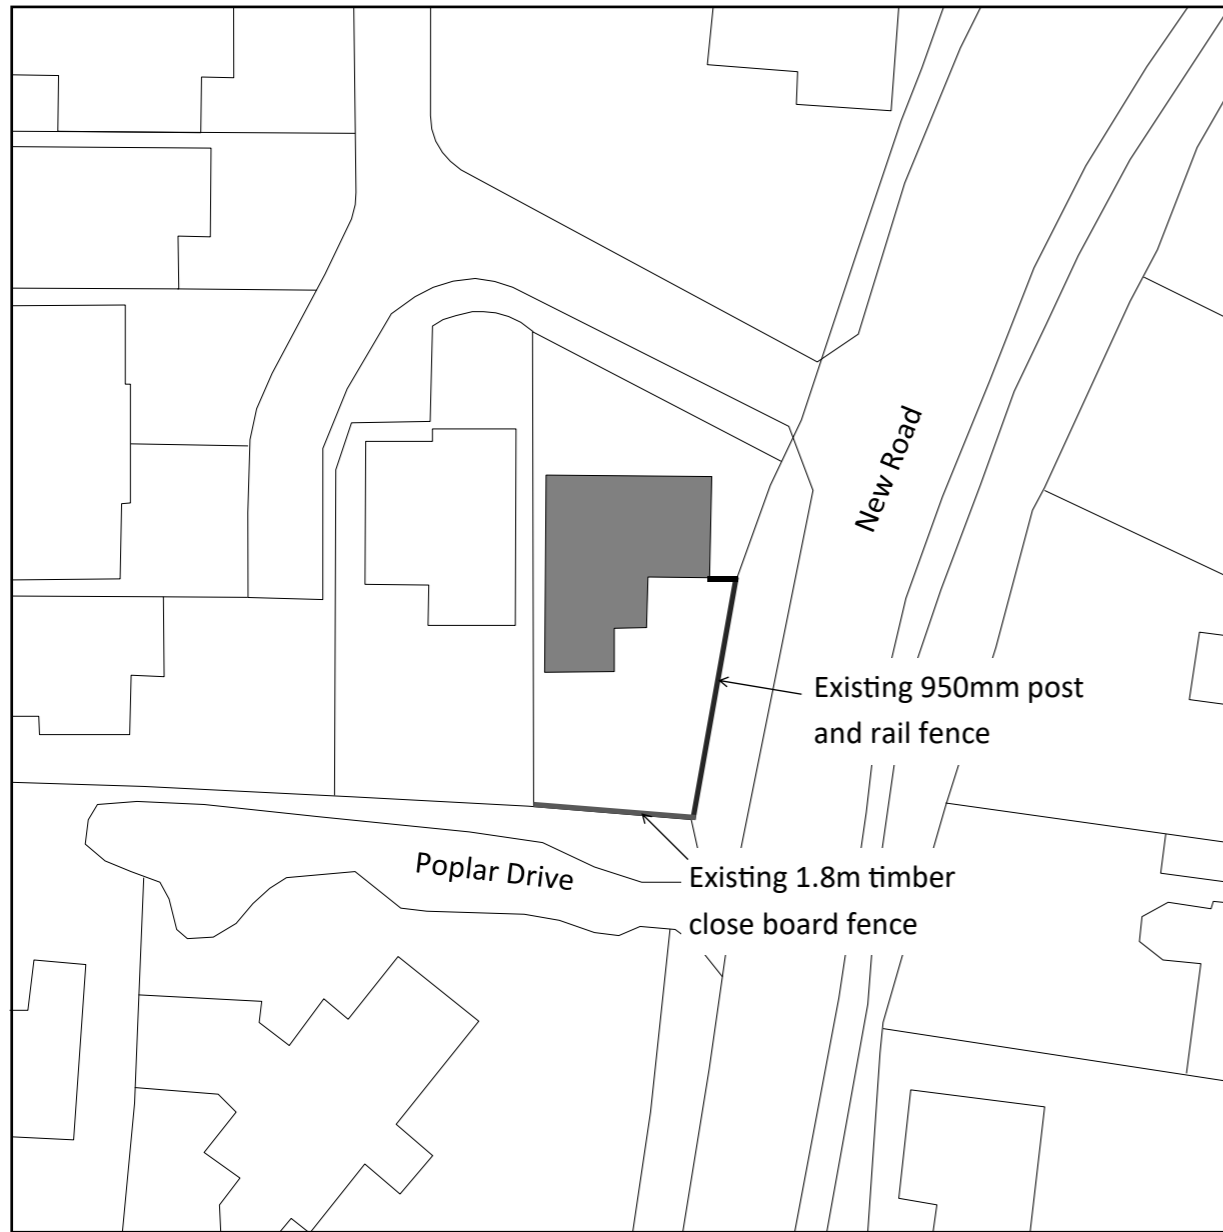 New Road
Existing 950mm post
and rail fence
Poplar Drive
Existing 1.8m timber
close board fence